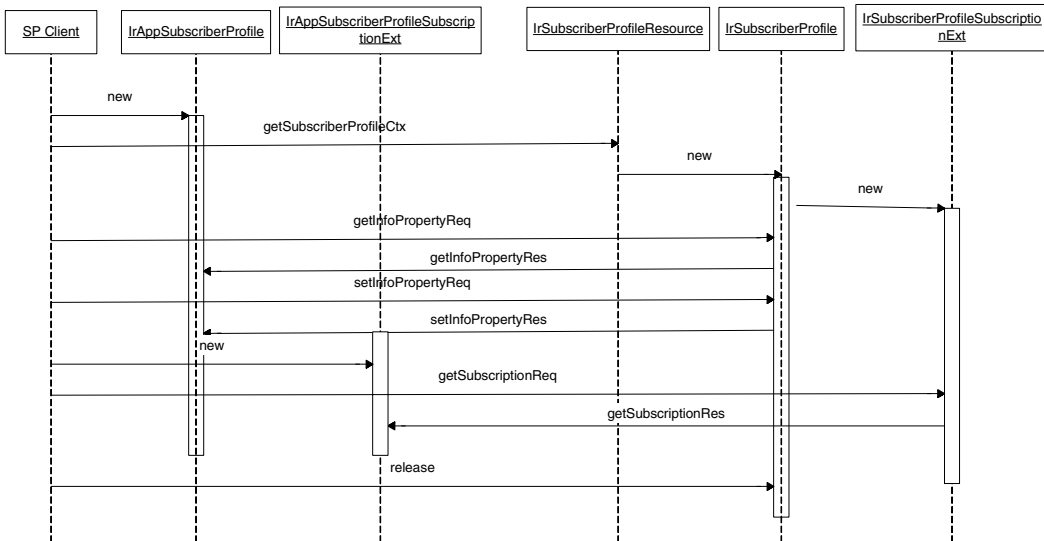 SP Client
IrAppSubscriberProfile
IrAppSubscriberProfileSubscrip
tionExt
IrSubscriberProfileResource
IrSubscriberProfile
IrSubscriberProfileSubscriptio
nExt
new
getSubscriberProfileCtx
new
new
getInfoPropertyReq
getInfoPropertyRes
setInfoPropertyReq
setInfoPropertyRes
new
getSubscriptionReq
getSubscriptionRes
release